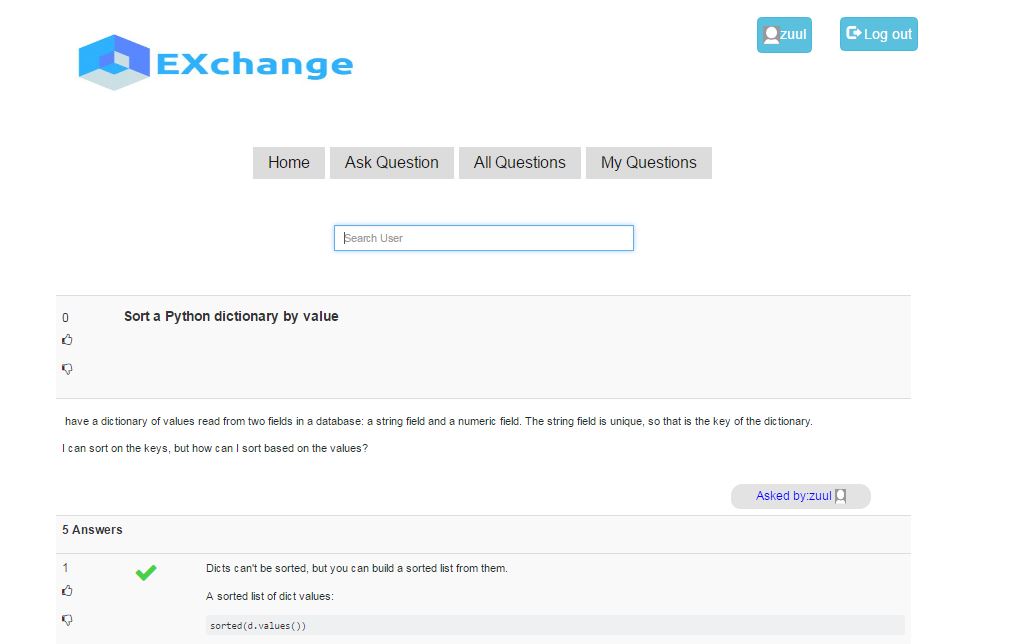 zuul
Log out
EXchange
Home Ask Question All Questions My Questions
Search User
0
Sort a Python dictionary by value
have a dictionary of values read from two fields in a database: a string field and a numeric field. The string field is unique, so that is the key of the dictionary.
I can sort on the keys, but how can I sort based on the values?
Asked by:zuul
5 Answers
1
Dicts can't be sorted, but you can build a sorted list from them.
A sorted list of dict values:
sorted(d.values())